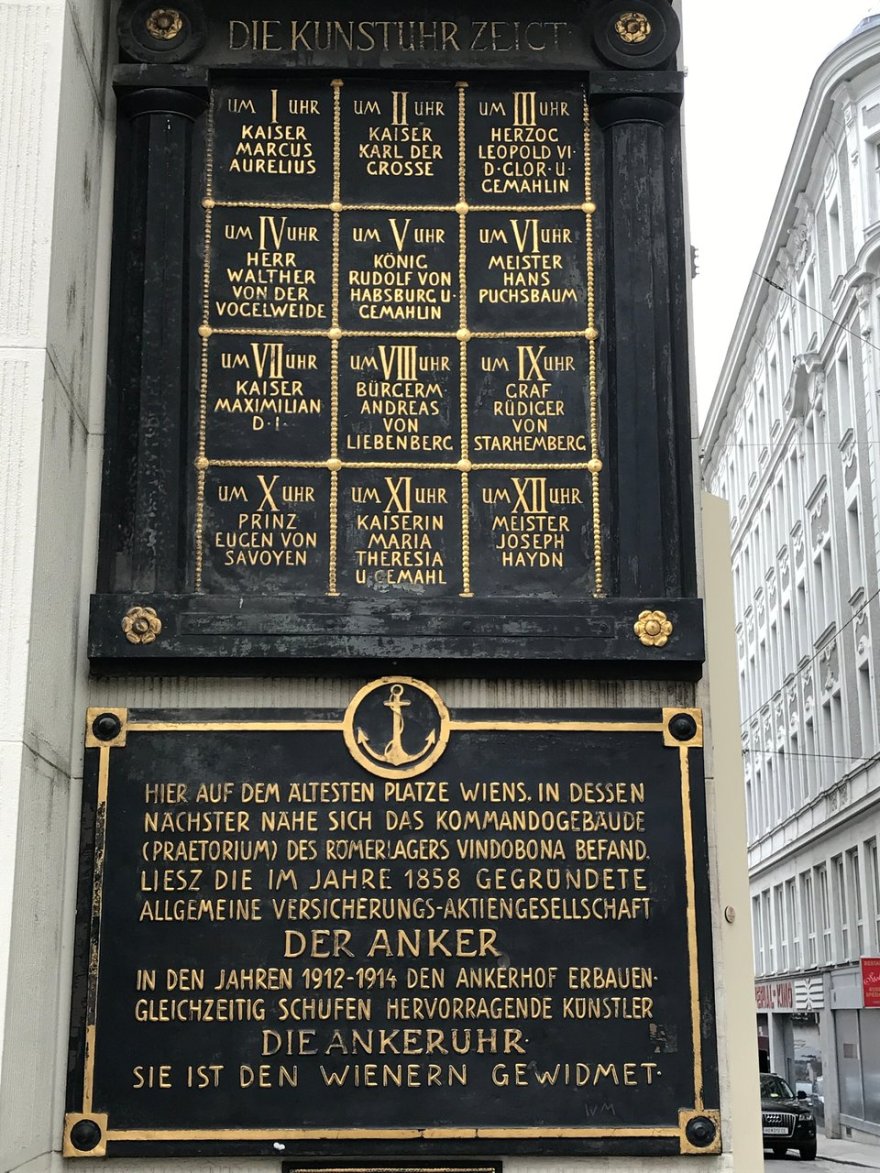 DIE KUNSTUHR ZEIGT
UM I UHR
KAISER
MARCUS
AURELIUS
UM II UHR
KAISER
KARL DER
GROSSE
UM III UHR
HERZOG
LEOPOLD VI·
D·GLOR·U·
GEMAHLIN
UM IV UHR
HERR
WALTHER
VON DER
VOGELWEIDE
UM V UHR
KÖNIG
RUDOLF VON
HABSBURG U·
GEMAHLIN
UM VI UHR
MEISTER
HANS
PUCHSBAUM
UM VII UHR
KAISER
MAXIMILIAN
D·I·
UM VIII UHR
BÜRGERM·
ANDREAS
VON
LIEBENBERG
UM IX UHR
GRAF
RÜDIGER
VON
STARHEMBERG
UM X UHR
PRINZ
EUGEN VON
SAVOYEN
UM XI UHR
KAISERIN
MARIA
THERESIA
U·GEMAHL
UM XII UHR
MEISTER
JOSEPH
HAYDN
HIER AUF DEM ÄLTESTEN PLATZE WIENS. IN DESSEN
NÄCHSTER NÄHE SICH DAS KOMMANDOGEBÄUDE
(PRAETORIUM) DES RÖMERLAGERS VINDOBONA BEFAND.
LIESZ DIE IM JAHRE 1858 GEGRÜNDETE
ALLGEMEINE VERSICHERUNGS-AKTIENGESELLSCHAFT
DER ANKER
IN DEN JAHREN 1912-1914 DEN ANKERHOF ERBAUEN·
GLEICHZEITIG SCHUFEN HERVORRAGENDE KÜNSTLER
DIE ANKERUHR·
SIE IST DEN WIENERN GEWIDMET·